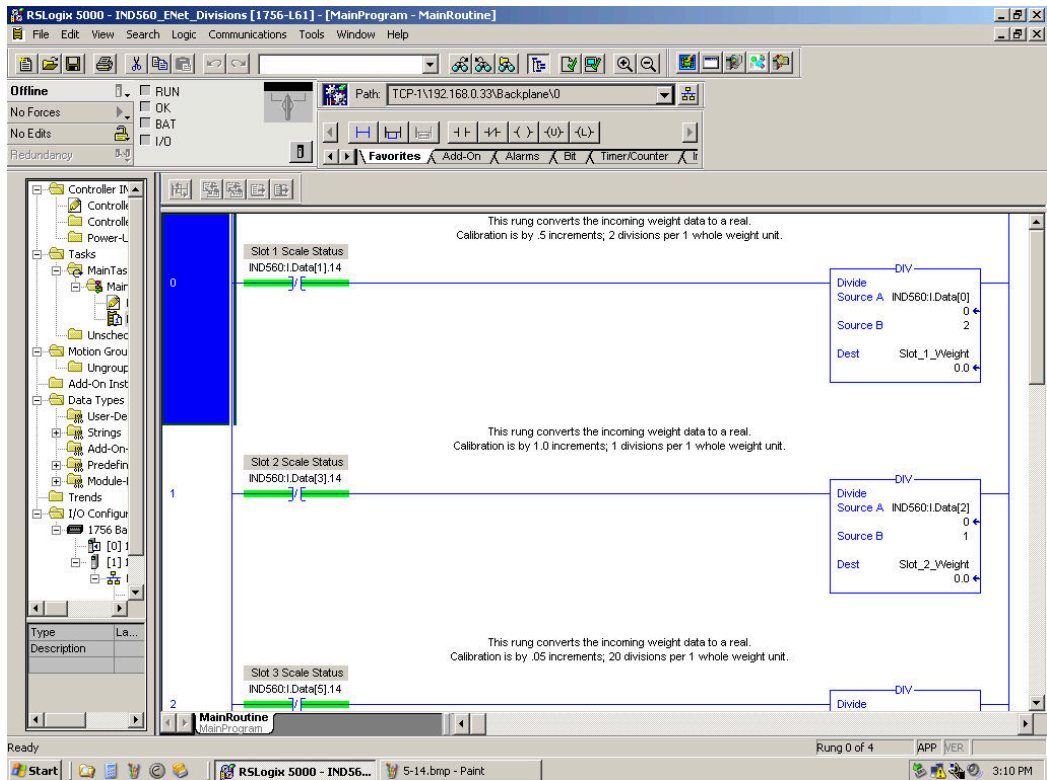 RSLogix 5000 - IND560_ENet_Divisions [1756-L61] - [MainProgram - MainRoutine]
File Edit View Search Logic Communications Tools Window Help
Offline
RUN
No Forces
OK
No Edits
BAT
Redundancy
I/O
Path: TCP-1\192.168.0.33\Backplane\0
Favorites Add-On Alarms Bit Timer/Counter
Controller IN
Controlle
Controlle
Power-L
Tasks
MainTas
Main
Unsched
Motion Grou
Ungroup
Add-On Inst
Data Types
User-De
Strings
Add-On-
Predefin
Module-
Trends
I/O Configur
1756 Ba
[0] 1
[1] 1
Type La...
Description
This rung converts the incoming weight data to a real.
Calibration is by .5 increments; 2 divisions per 1 whole weight unit.
Slot 1 Scale Status
IND560:I.Data[1].14
0
DIV
Divide
Source A IND560:I.Data[0]
0
Source B 2
Dest Slot_1_Weight
0.0
This rung converts the incoming weight data to a real.
Calibration is by 1.0 increments; 1 divisions per 1 whole weight unit.
Slot 2 Scale Status
IND560:I.Data[3].14
1
DIV
Divide
Source A IND560:I.Data[2]
0
Source B 1
Dest Slot_2_Weight
0.0
This rung converts the incoming weight data to a real.
Calibration is by .05 increments; 20 divisions per 1 whole weight unit.
Slot 3 Scale Status
IND560:I.Data[5].14
2
DIV
Divide
MainRoutine
MainProgram
Ready
Rung 0 of 4
APP VER
Start
RSLogix 5000 - IND56...
5-14.bmp - Paint
3:10 PM